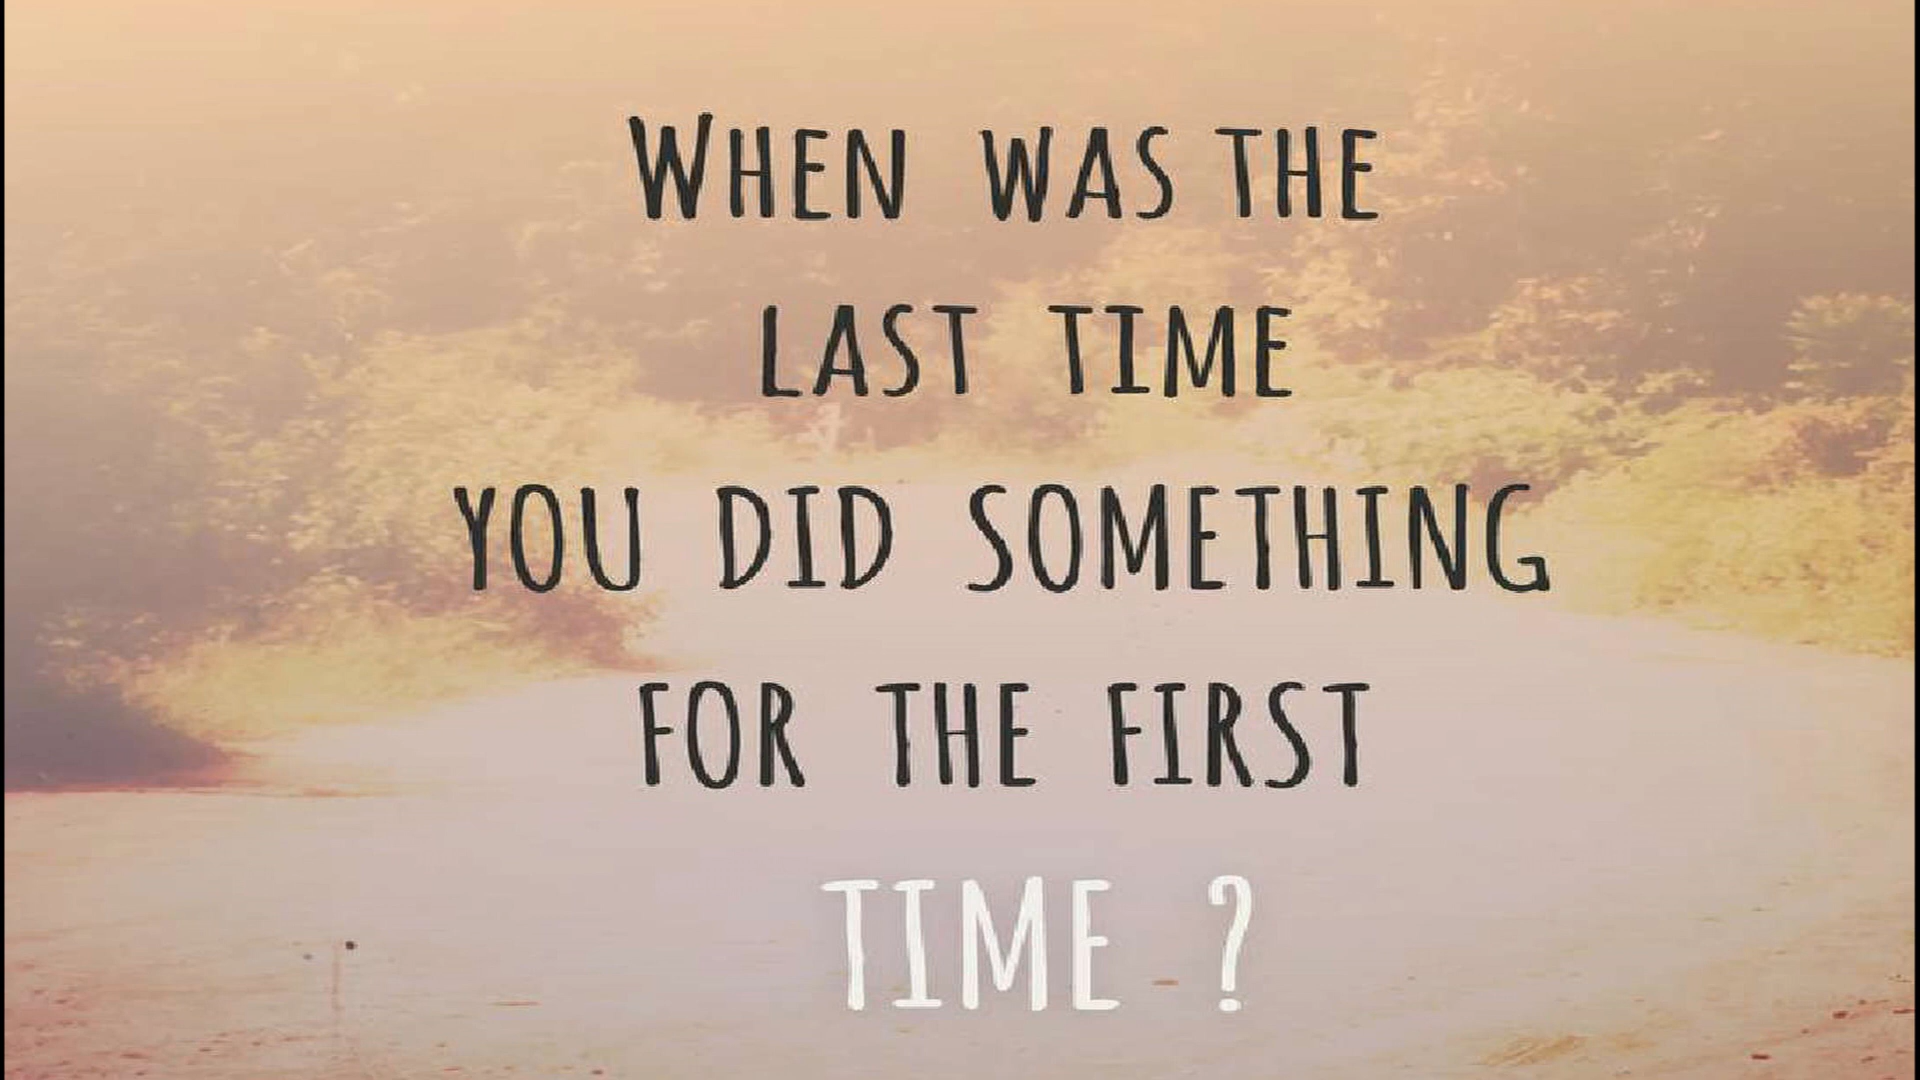 WHEN WAS THE
LAST TIME
YOU DID SOMETHING
FOR THE FIRST
TIME ?